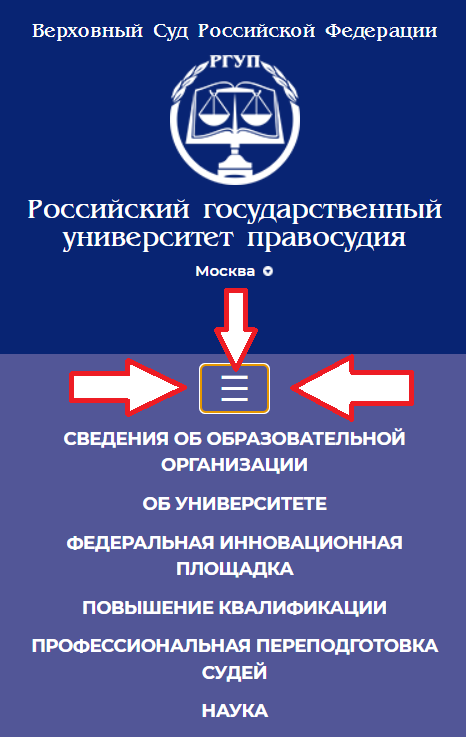 Верховный Суд Российской Федерации
РГУП
Российский государственный
университет правосудия
Москва
СВЕДЕНИЯ ОБ ОБРАЗОВАТЕЛЬНОЙ
ОРГАНИЗАЦИИ
ОБ УНИВЕРСИТЕТЕ
ФЕДЕРАЛЬНАЯ ИННОВАЦИОННАЯ
ПЛОЩАДКА
ПОВЫШЕНИЕ КВАЛИФИКАЦИИ
ПРОФЕССИОНАЛЬНАЯ ПЕРЕПОДГОТОВКА
СУДЕЙ
НАУКА